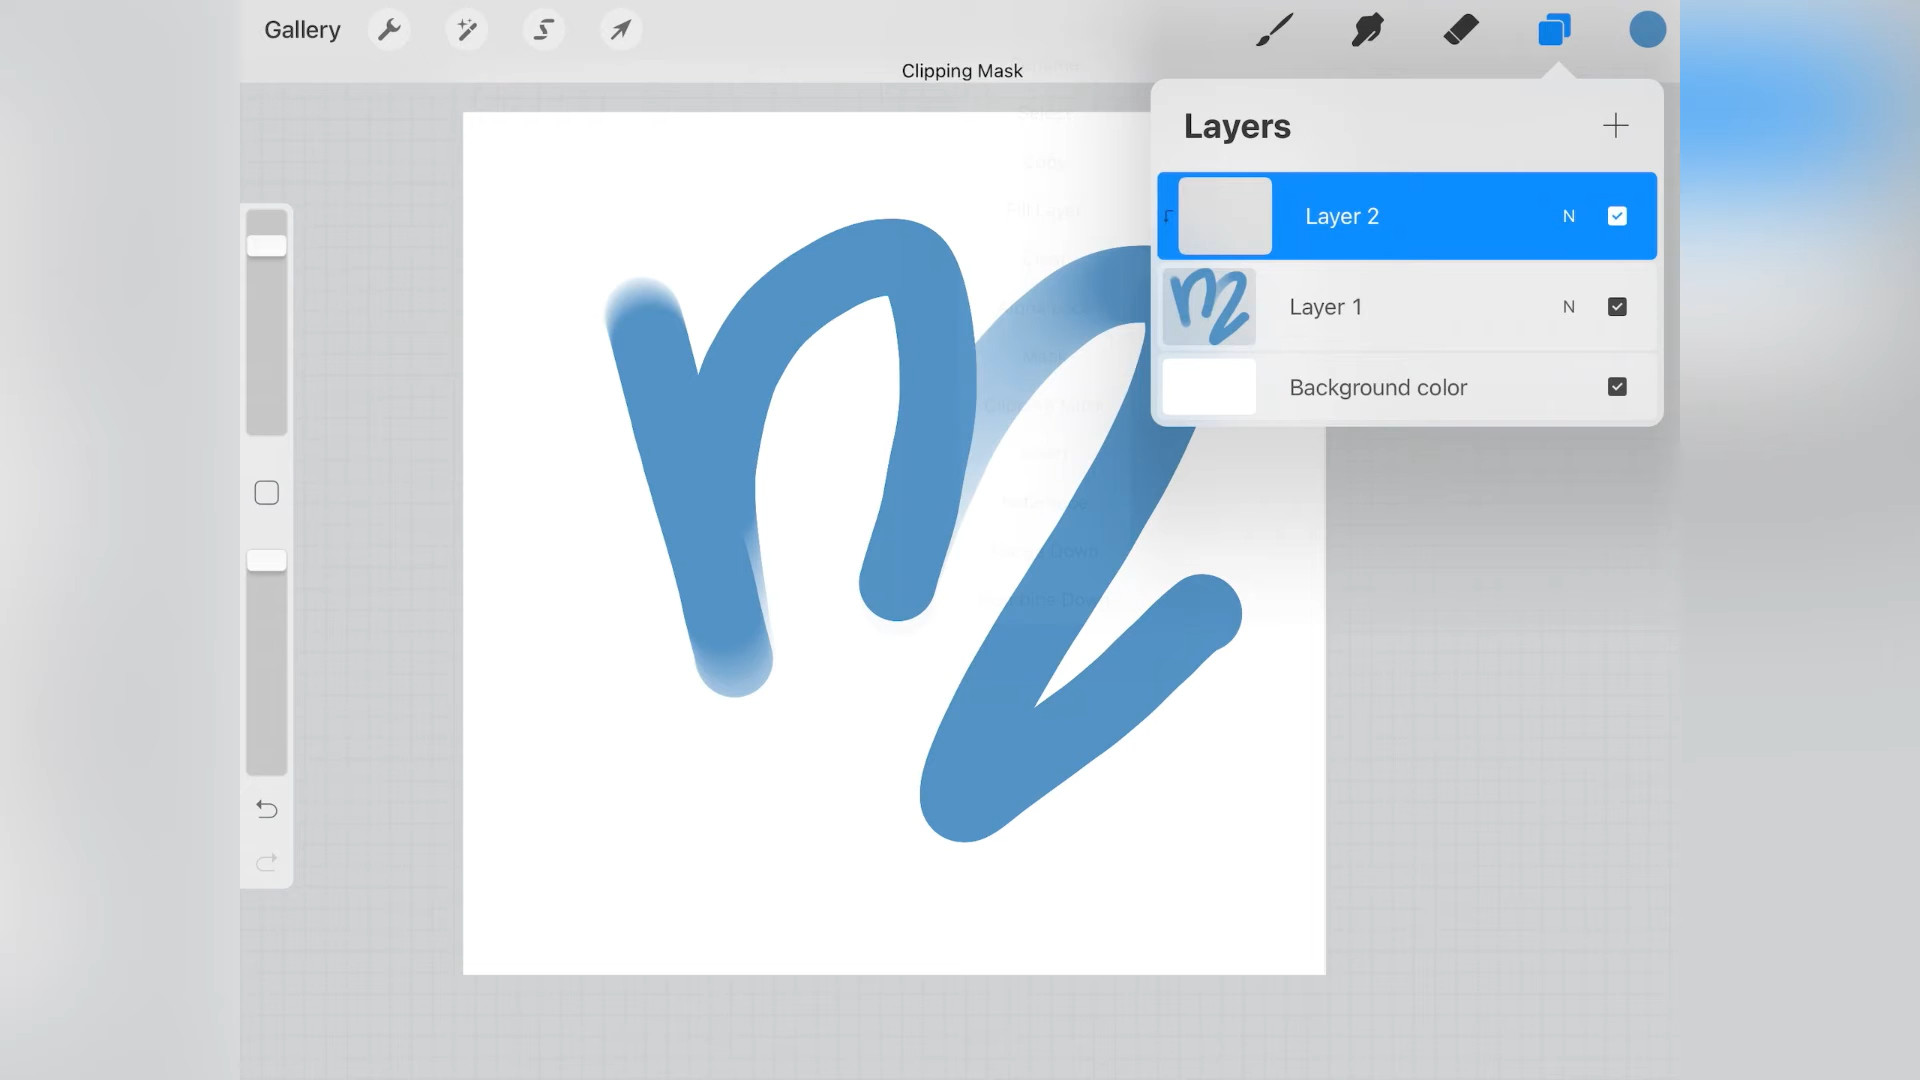 Gallery
Clipping Mask
Layers
Layer 2 N
Layer 1 N
Background color